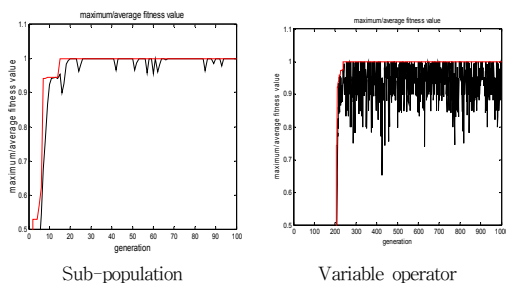 maximum/average fitness value
1.1
1
0.9
0.8
0.7
0.6
0.5
maximum/average fitness value
0 10 20 30 40 50 60 70 80 90 100
generation
Sub-population
maximum/average fitness value
1.1
1
0.9
0.8
0.7
0.6
0.5
maximum/average fitness value
0 100 200 300 400 500 600 700 800 900 1000
generation
Variable operator